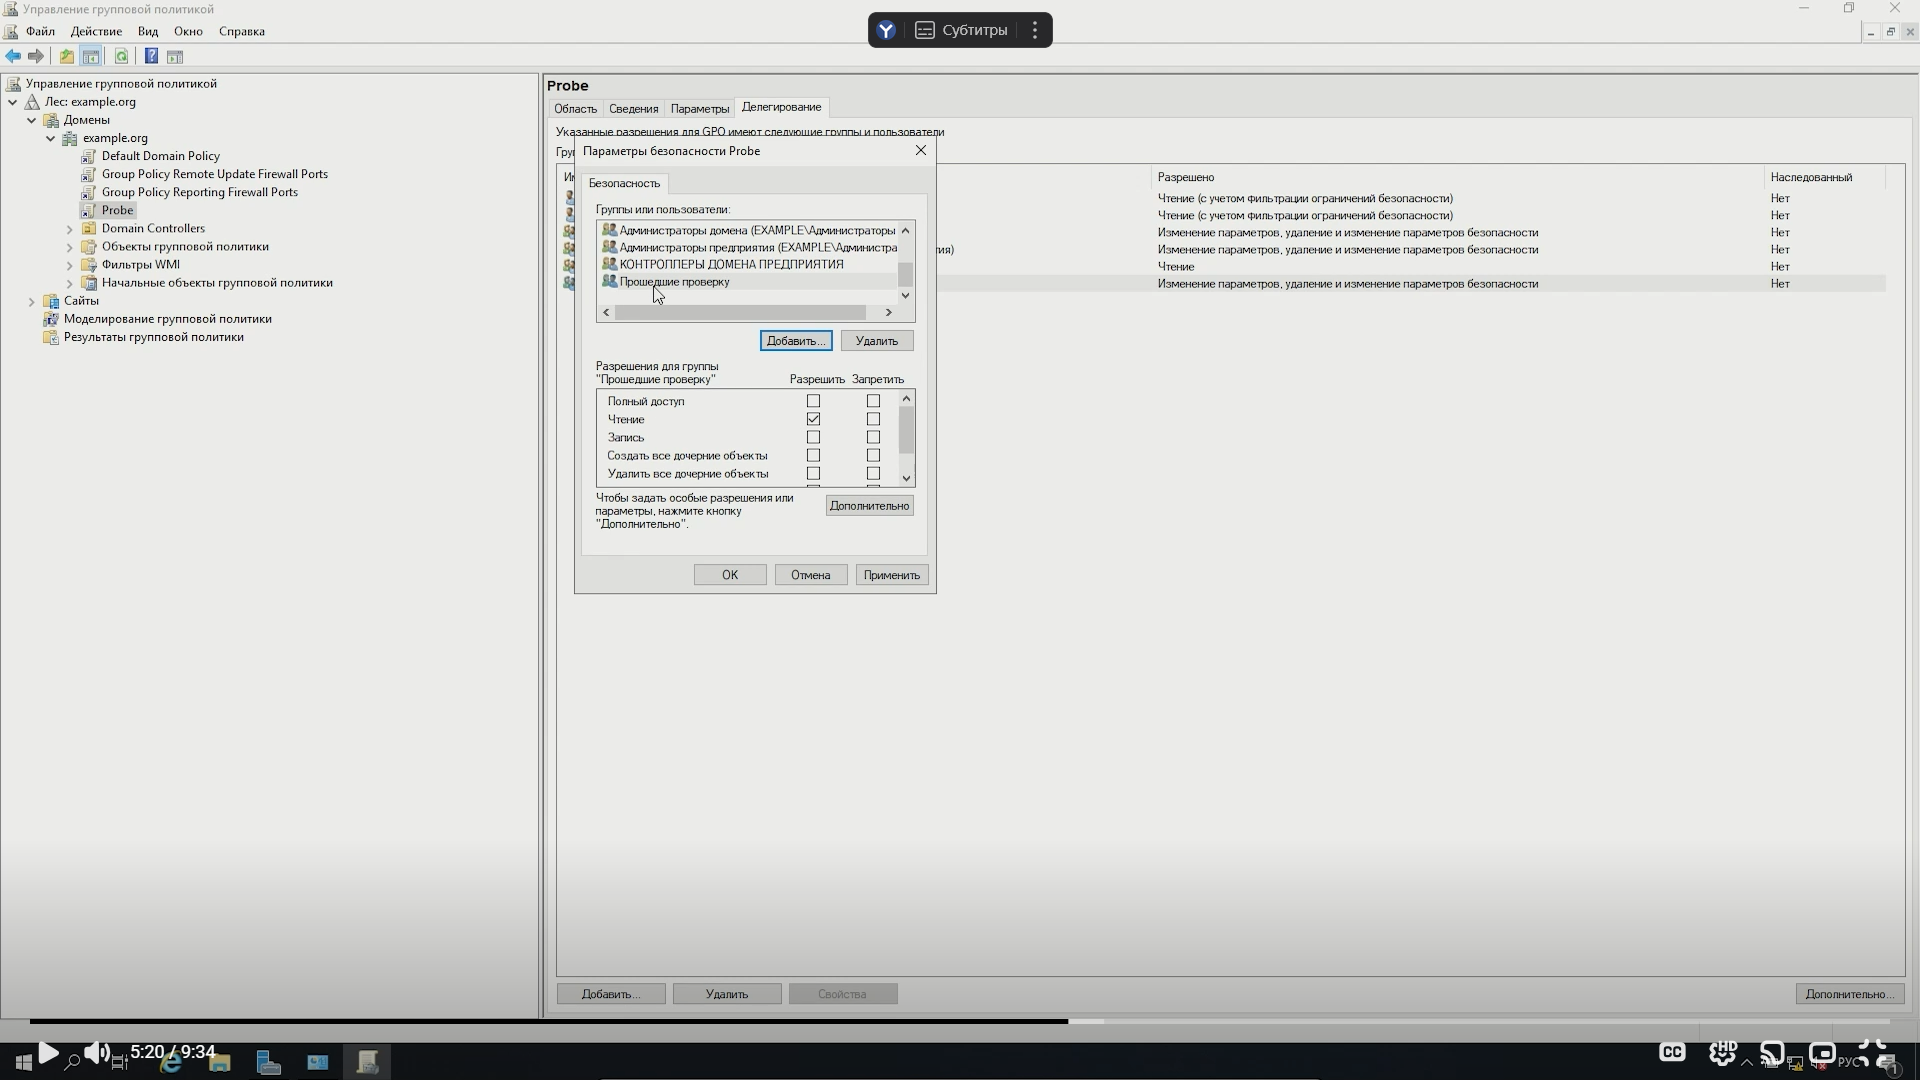 Управление групповой политикой
Файл Действие Вид Окно Справка
Субтитры
Управление групповой политикой
Лес: example.org
Домены
example.org
Default Domain Policy
Group Policy Remote Update Firewall Ports
Group Policy Reporting Firewall Ports
Probe
Domain Controllers
Объекты групповой политики
Фильтры WMI
Начальные объекты групповой политики
Сайты
Моделирование групповой политики
Результаты групповой политики
Probe
Область Сведения Параметры Делегирование
Указанные разрешения для GPO имеют следующие группы и пользователи
Разрешено Наследованный
Чтение (с учетом фильтрации ограничений безопасности) Нет
Чтение (с учетом фильтрации ограничений безопасности) Нет
Изменение параметров, удаление и изменение параметров безопасности Нет
Изменение параметров, удаление и изменение параметров безопасности Нет
Чтение Нет
Изменение параметров, удаление и изменение параметров безопасности Нет
Параметры безопасности Probe
Безопасность
Группы или пользователи:
Администраторы домена (EXAMPLE\Администраторы
Администраторы предприятия (EXAMPLE\Администра
КОНТРОЛЛЕРЫ ДОМЕНА ПРЕДПРИЯТИЯ
Прошедшие проверку
Добавить... Удалить
Разрешения для группы
"Прошедшие проверку" Разрешить Запретить
Полный доступ
Чтение
Запись
Создать все дочерние объекты
Удалить все дочерние объекты
Чтобы задать особые разрешения или
параметры, нажмите кнопку
"Дополнительно".
Дополнительно
OK Отмена Применить
Добавить... Удалить Свойства Дополнительно...
5:20 / 9:34
CC HD РУС 1